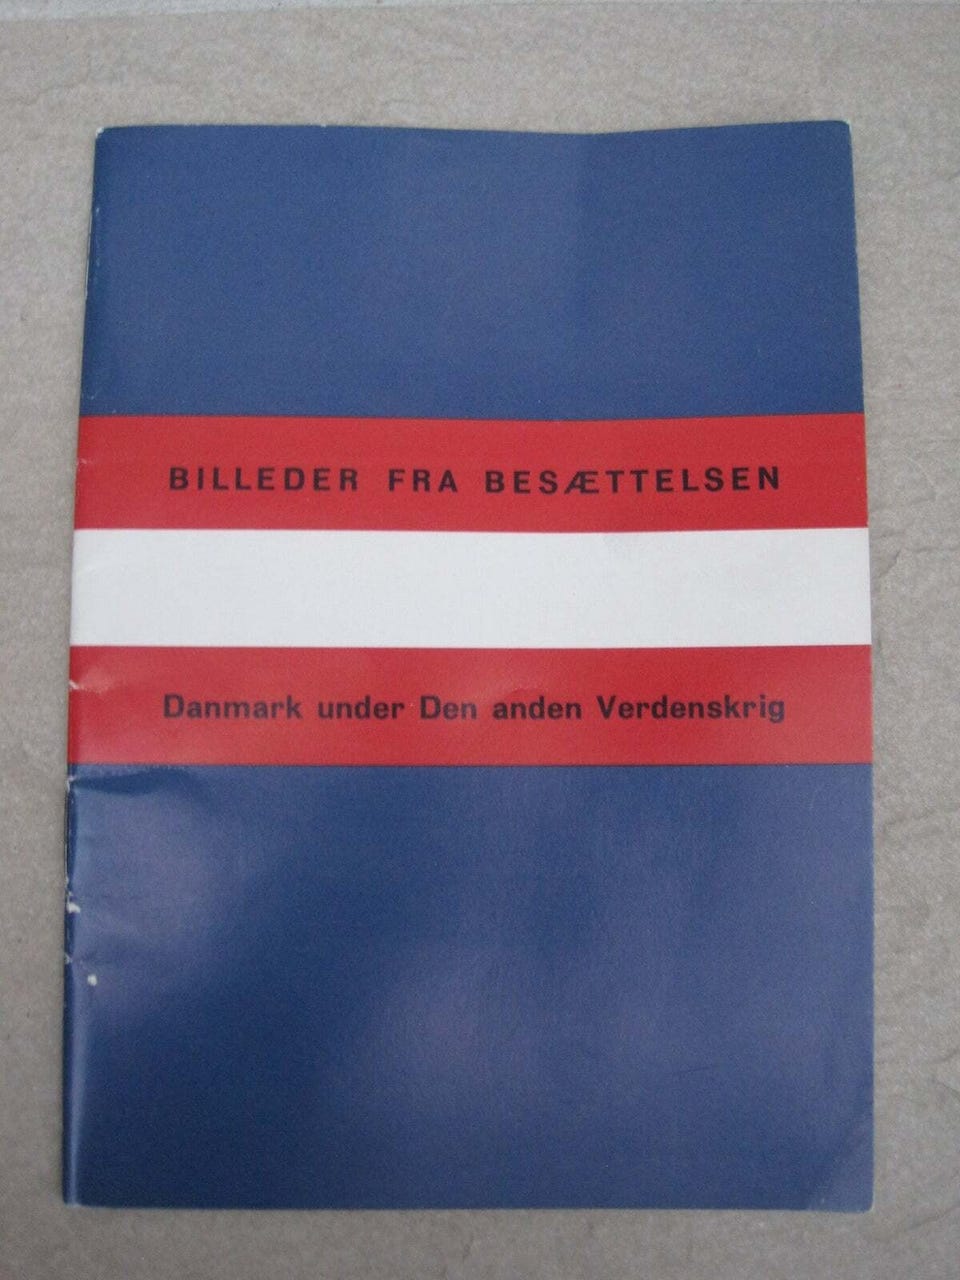 BILLEDER FRA BESÆTTELSEN
Danmark under Den anden Verdenskrig